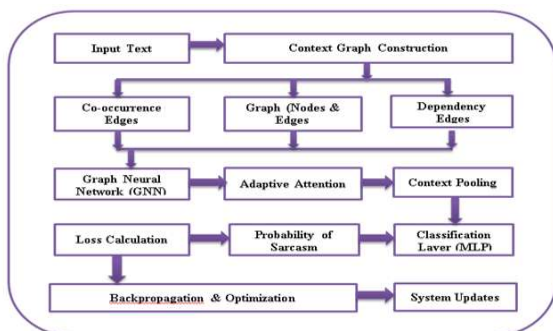 Input Text
Context Graph Construction
Co-occurrence
Edges
Graph (Nodes &
Edges
Dependency
Edges
Graph Neural
Network (GNN)
Adaptive Attention
Context Pooling
Loss Calculation
Probability of
Sarcasm
Classification
Layer (MLP)
Backpropagation & Optimization
System Updates